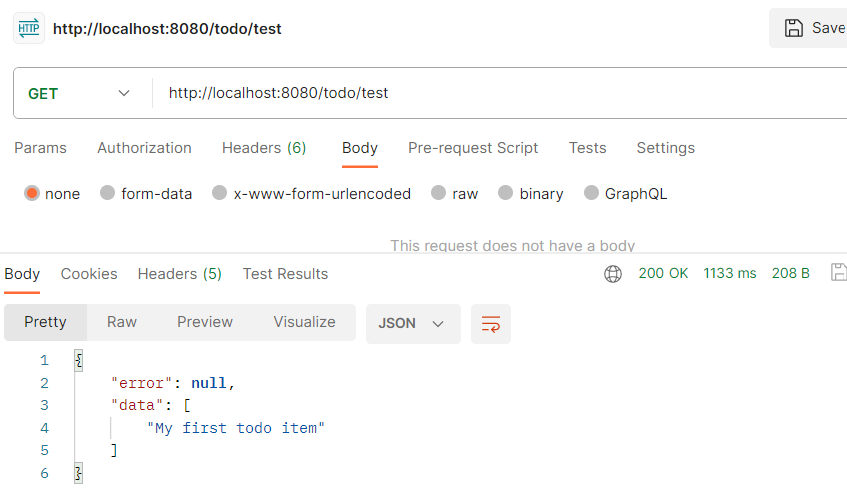 HTTP http://localhost:8080/todo/test Save
GET http://localhost:8080/todo/test
Params Authorization Headers (6) Body Pre-request Script Tests Settings
none form-data x-www-form-urlencoded raw binary GraphQL
This request does not have a body
Body Cookies Headers (5) Test Results 200 OK 1133 ms 208 B
Pretty Raw Preview Visualize JSON
1 {
2 "error": null,
3 "data": [
4 "My first todo item"
5 ]
6 }